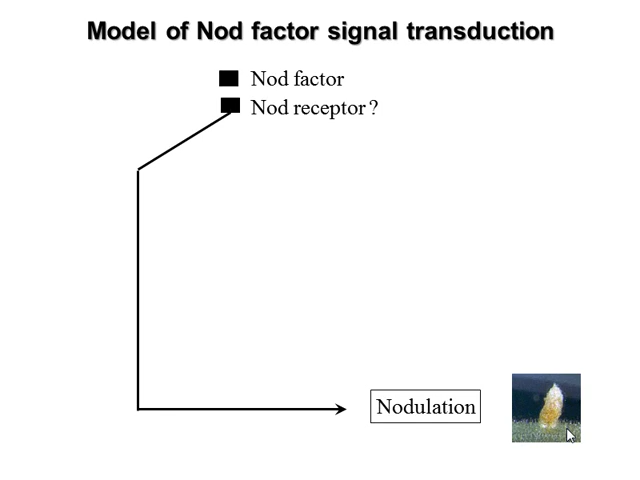 Model of Nod factor signal transduction
Nod factor
Nod receptor ?
Nodulation